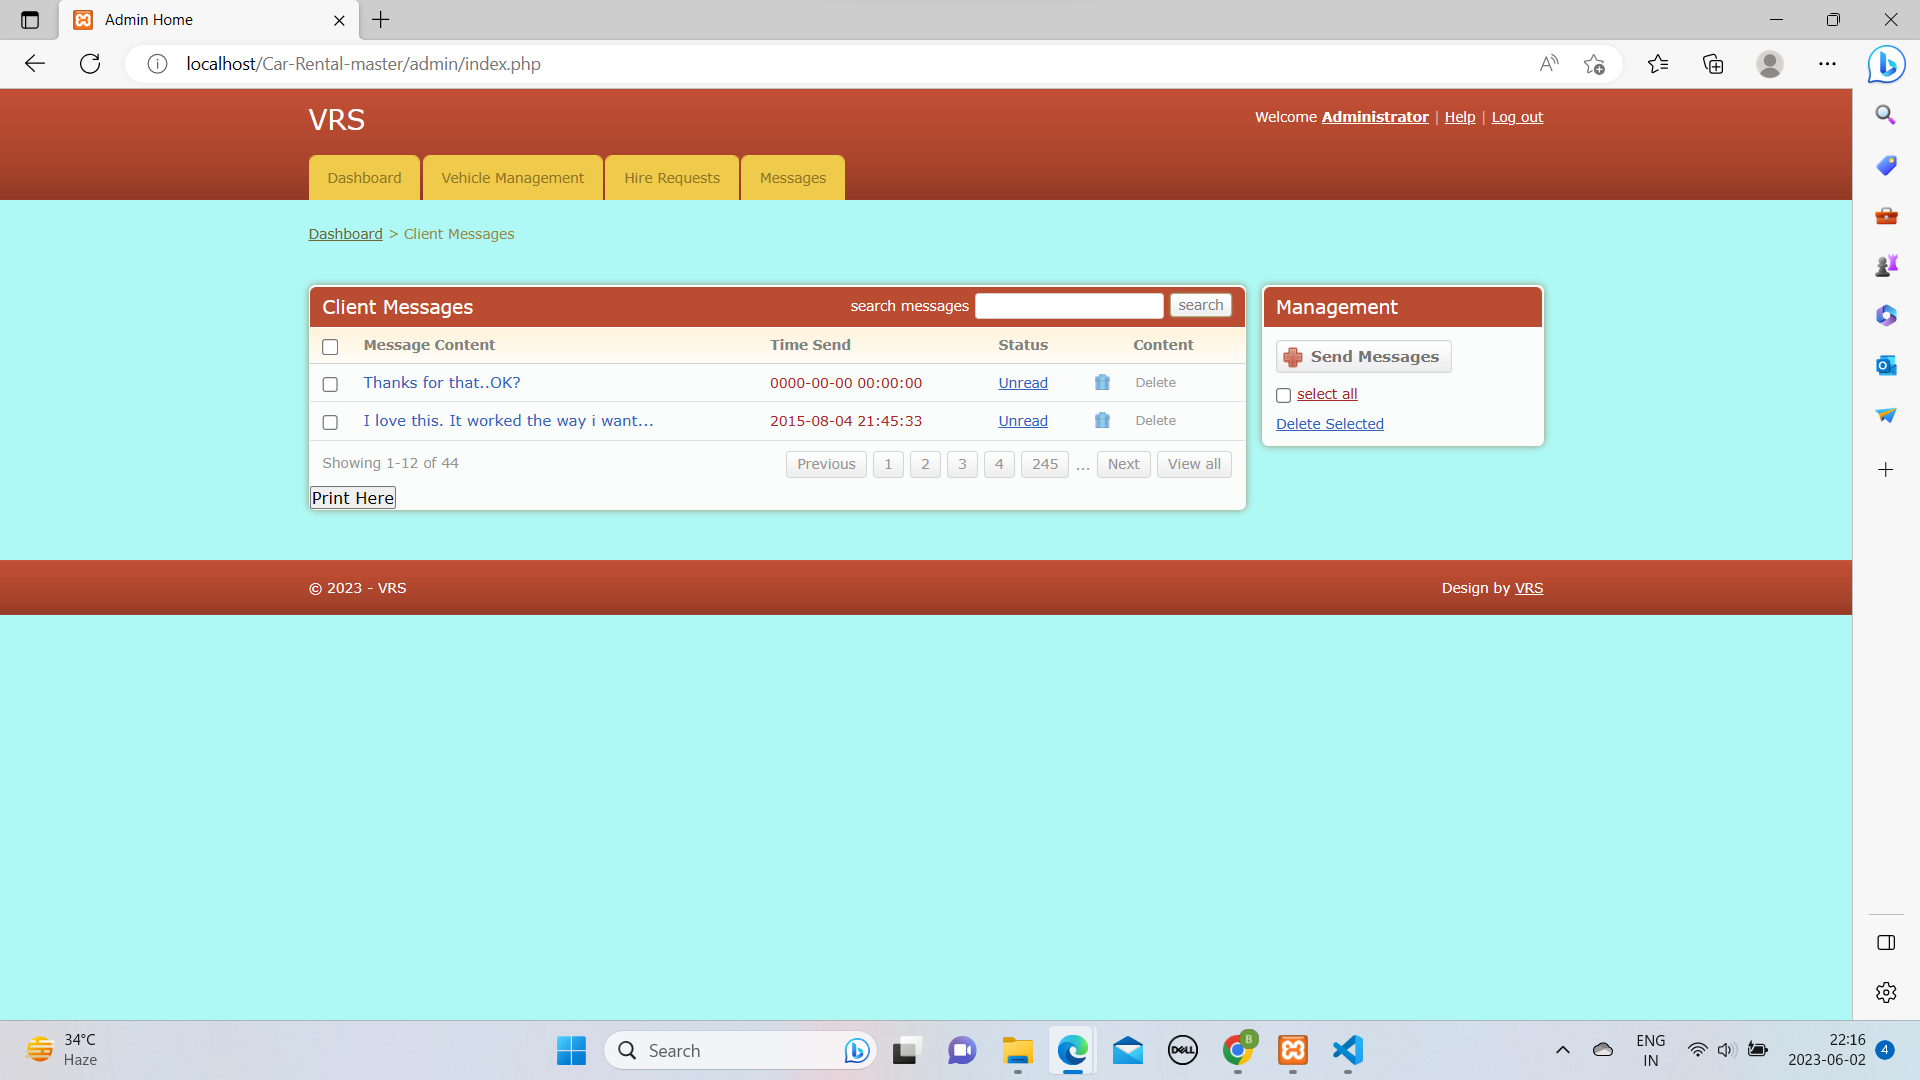 Admin Home
localhost/Car-Rental-master/admin/index.php
VRS
Welcome Administrator | Help | Log out
Dashboard Vehicle Management Hire Requests Messages
Dashboard > Client Messages
Client Messages search messages search
Message Content Time Send Status Content
Thanks for that..OK? 0000-00-00 00:00:00 Unread Delete
I love this. It worked the way i want... 2015-08-04 21:45:33 Unread Delete
Showing 1-12 of 44 Previous 1 2 3 4 245 ... Next View all
Print Here
Management
Send Messages
select all
Delete Selected
© 2023 - VRS Design by VRS
34°C
Haze
Search
DELL
B
ENG
IN
22:16
2023-06-02
4